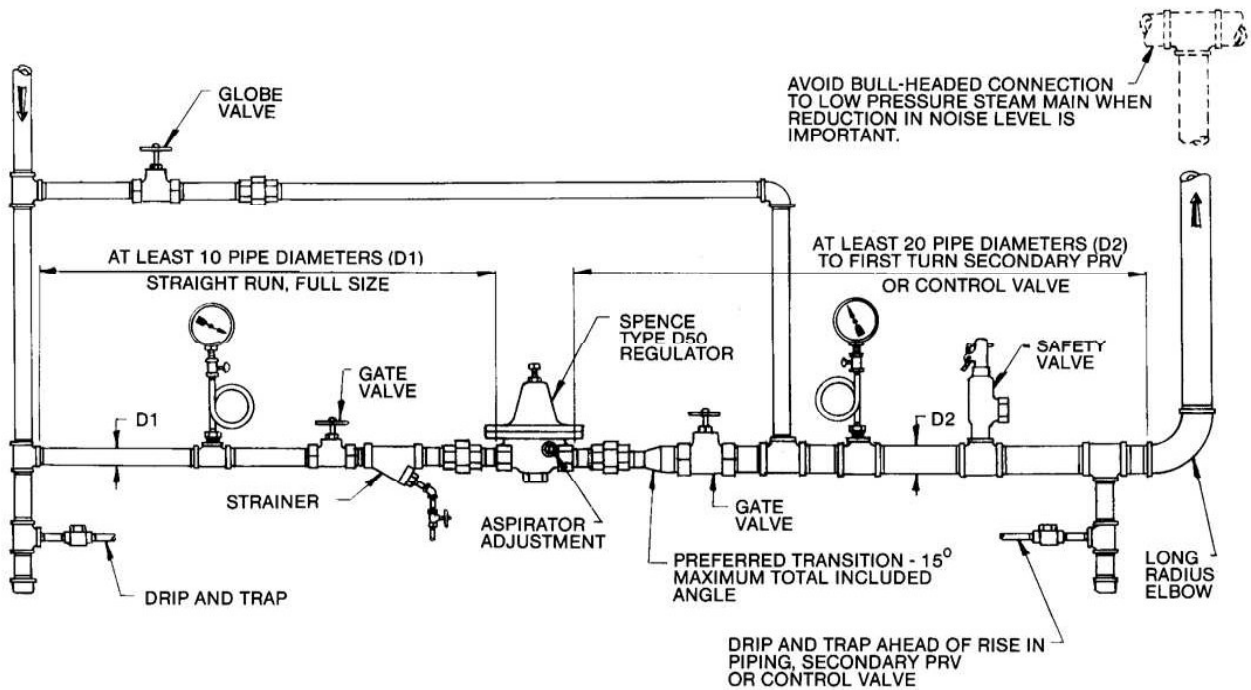 AVOID BULL-HEADED CONNECTION
TO LOW PRESSURE STEAM MAIN WHEN
REDUCTION IN NOISE LEVEL IS
IMPORTANT.
GLOBE
VALVE
AT LEAST 10 PIPE DIAMETERS (D1)
STRAIGHT RUN, FULL SIZE
AT LEAST 20 PIPE DIAMETERS (D2)
TO FIRST TURN SECONDARY PRV
OR CONTROL VALVE
SPENCE
TYPE D50
REGULATOR
SAFETY
VALVE
GATE
VALVE
D1
D2
STRAINER
ASPIRATOR
ADJUSTMENT
GATE
VALVE
PREFERRED TRANSITION - 15°
MAXIMUM TOTAL INCLUDED
ANGLE
LONG
RADIUS
ELBOW
DRIP AND TRAP
DRIP AND TRAP AHEAD OF RISE IN
PIPING, SECONDARY PRV
OR CONTROL VALVE